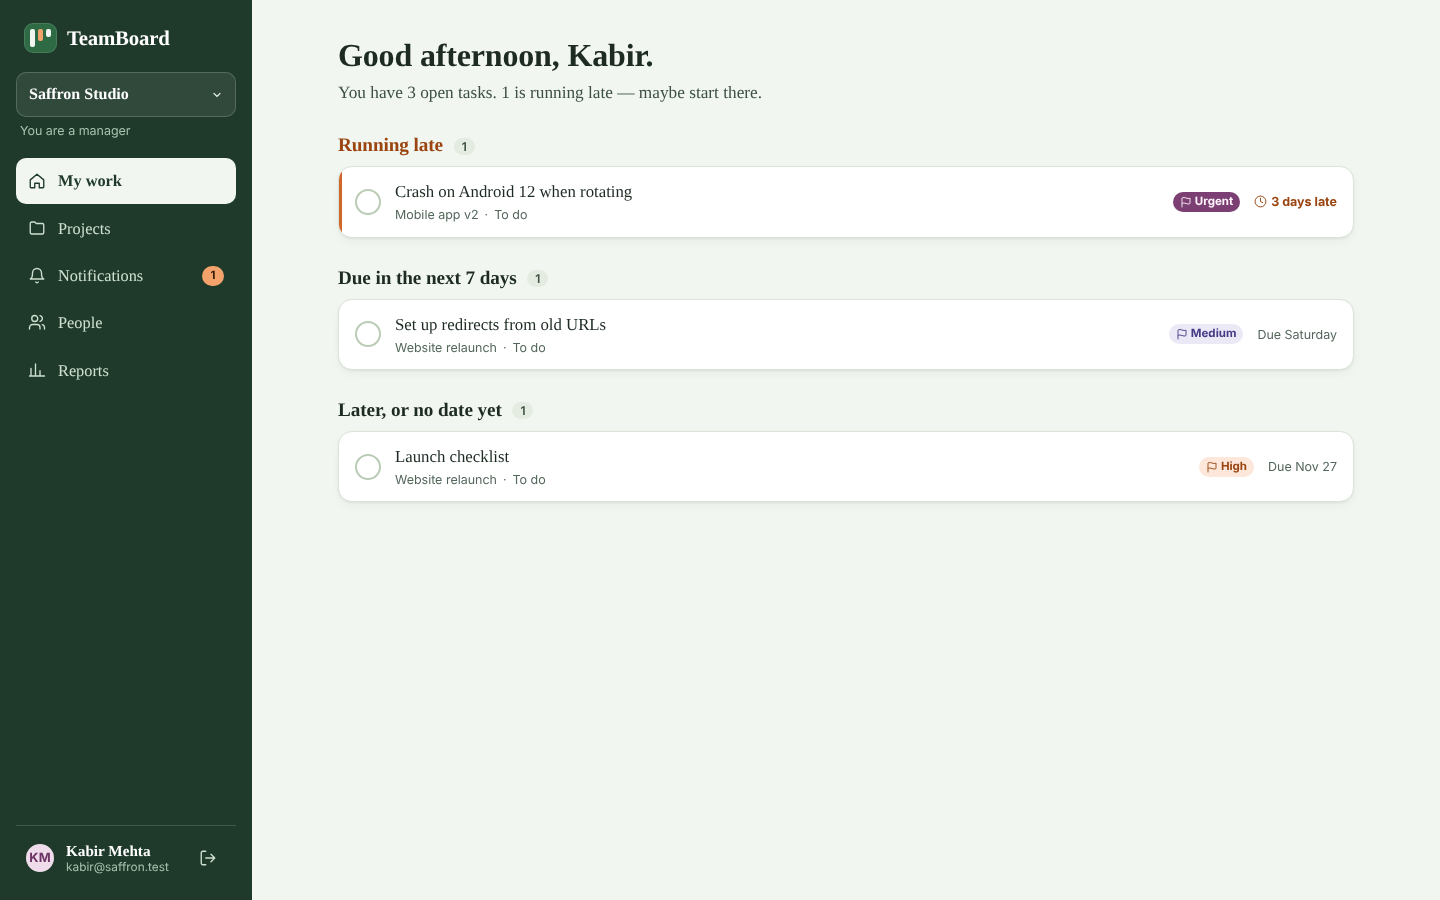 TeamBoard
Saffron Studio
You are a manager
My work
Projects
Notifications 1
People
Reports
Kabir Mehta
kabir@saffron.test
KM
Good afternoon, Kabir.
You have 3 open tasks. 1 is running late — maybe start there.
Running late 1
Crash on Android 12 when rotating
Mobile app v2 · To do
Urgent 3 days late
Due in the next 7 days 1
Set up redirects from old URLs
Website relaunch · To do
Medium Due Saturday
Later, or no date yet 1
Launch checklist
Website relaunch · To do
High Due Nov 27